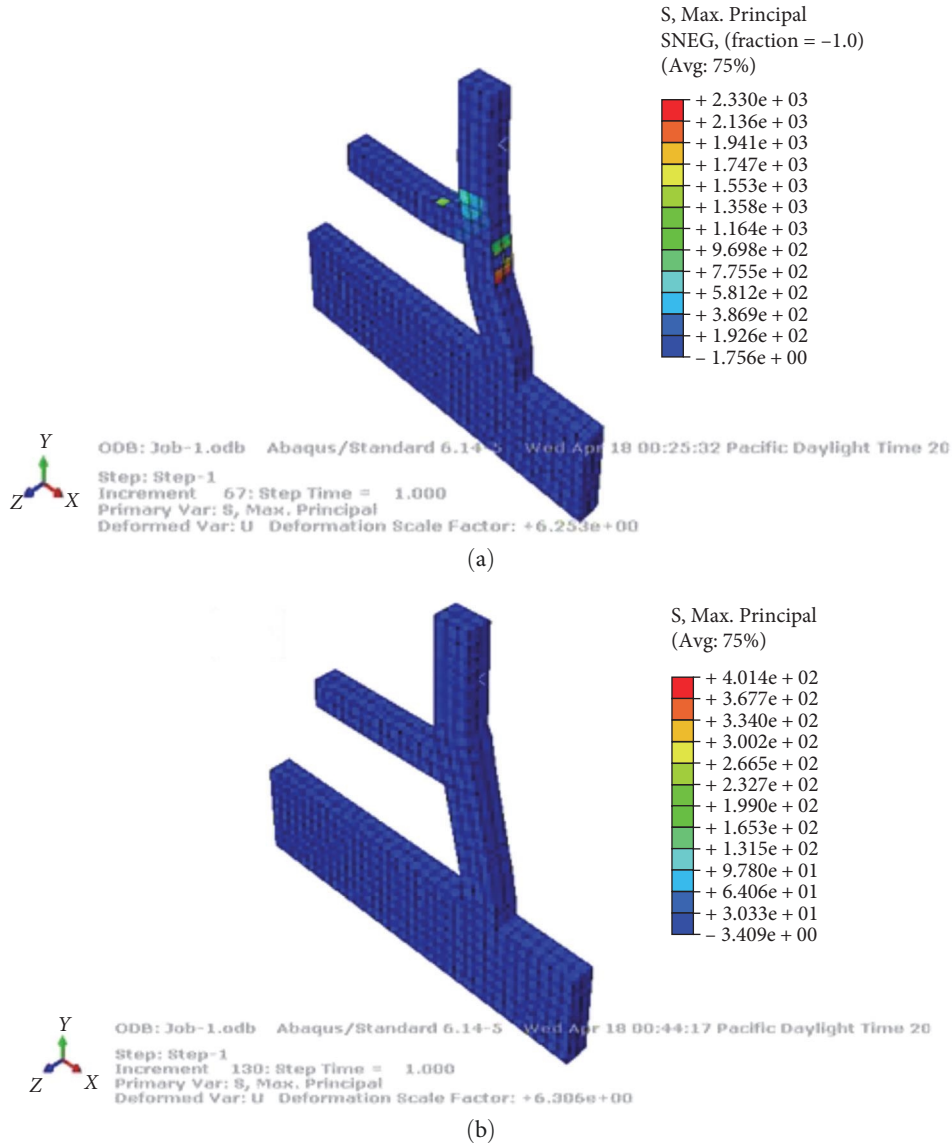 S, Max. Principal
SNEG, (fraction = –1.0)
(Avg: 75%)
+ 2.330e + 03
+ 2.136e + 03
+ 1.941e + 03
+ 1.747e + 03
+ 1.553e + 03
+ 1.358e + 03
+ 1.164e + 03
+ 9.698e + 02
+ 7.755e + 02
+ 5.812e + 02
+ 3.869e + 02
+ 1.926e + 02
– 1.756e + 00
Y
Z X
ODB: Job-1.odb Abaqus/Standard 6.14-5 Wed Apr 18 00:25:32 Pacific Daylight Time 20
Step: Step-1
Increment 67: Step Time = 1.000
Primary Var: S, Max. Principal
Deformed Var: U Deformation Scale Factor: +6.253e+00
(a)
S, Max. Principal
(Avg: 75%)
+ 4.014e + 02
+ 3.677e + 02
+ 3.340e + 02
+ 3.002e + 02
+ 2.665e + 02
+ 2.327e + 02
+ 1.990e + 02
+ 1.653e + 02
+ 1.315e + 02
+ 9.780e + 01
+ 6.406e + 01
+ 3.033e + 01
– 3.409e + 00
Y
Z X
ODB: Job-1.odb Abaqus/Standard 6.14-5 Wed Apr 18 00:44:17 Pacific Daylight Time 20
Step: Step-1
Increment 130: Step Time = 1.000
Primary Var: S, Max. Principal
Deformed Var: U Deformation Scale Factor: +6.306e+00
(b)